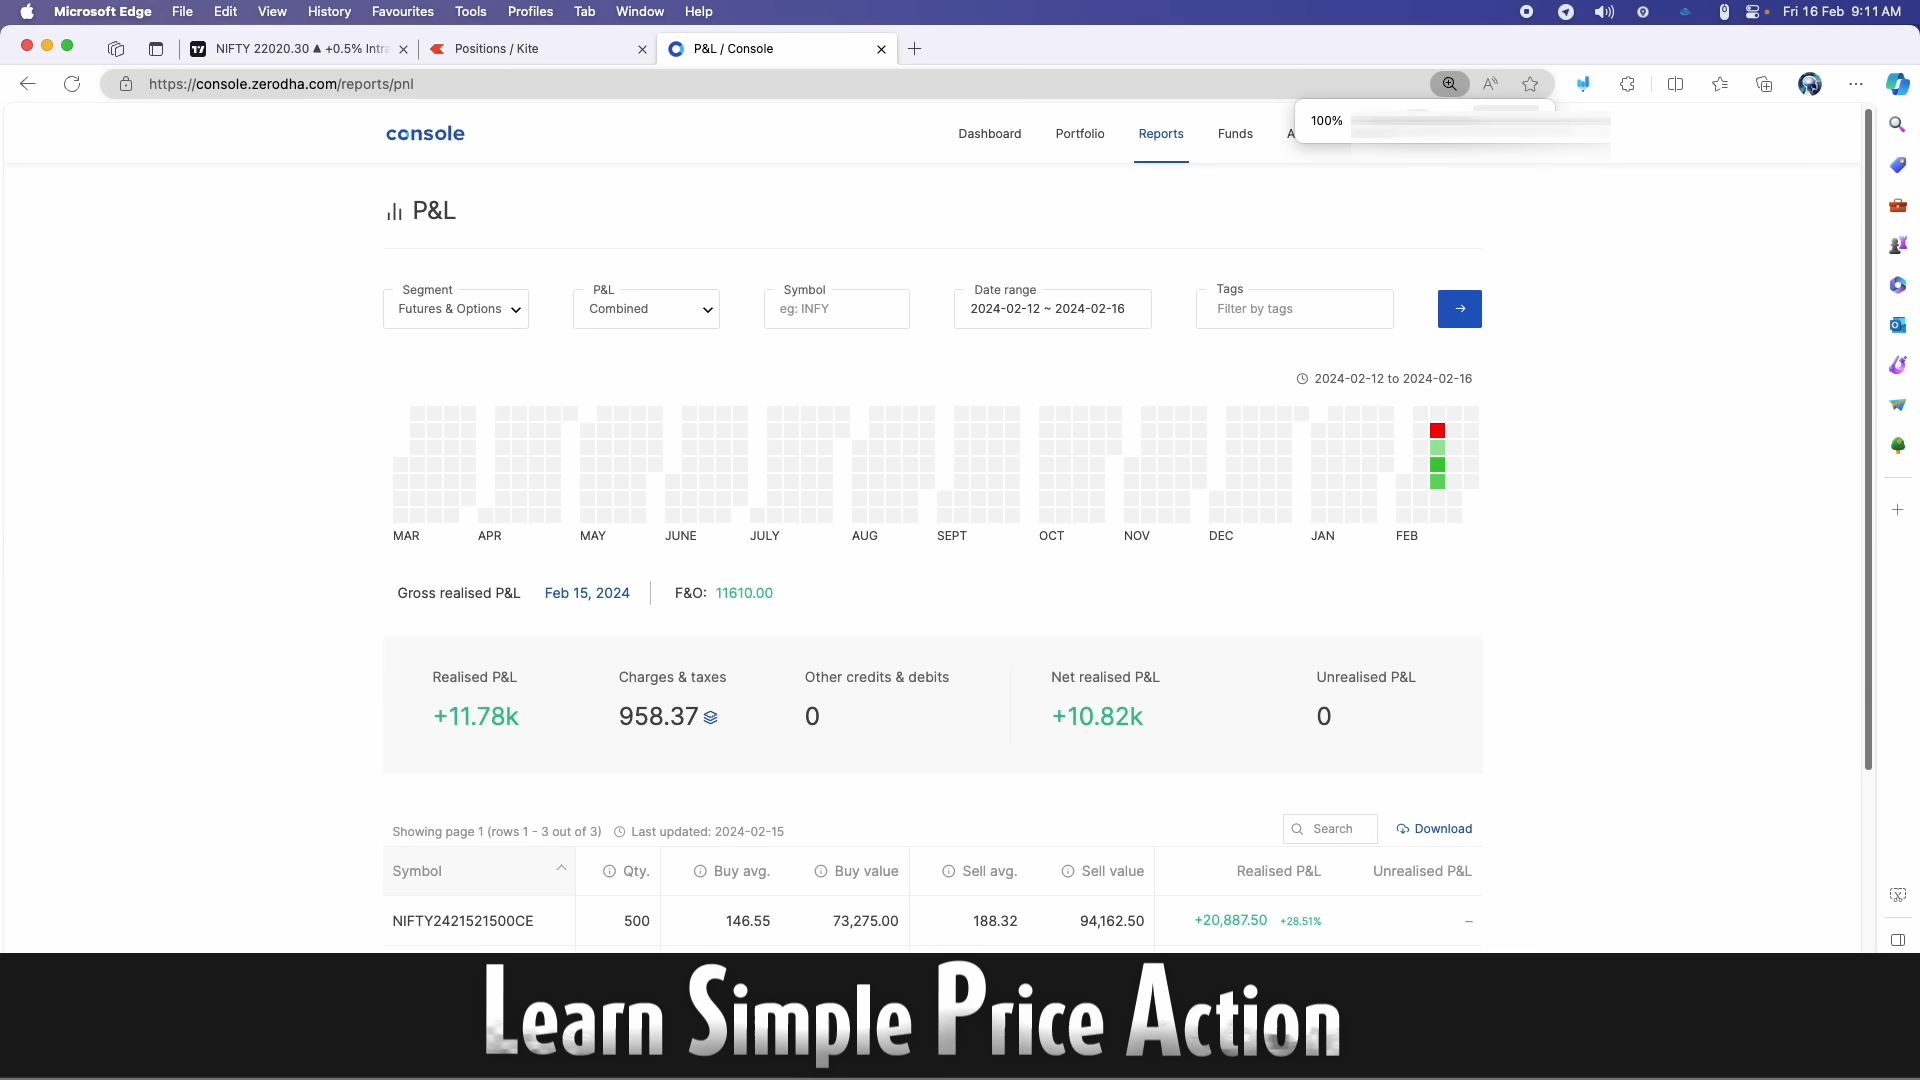 Microsoft Edge File Edit View History Favourites Tools Profiles Tab Window Help Fri 16 Feb 9:11 AM
NIFTY 22020.30 ▲ +0.5% Positions / Kite P&L / Console
https://console.zerodha.com/reports/pnl
100%
console Dashboard Portfolio Reports Funds
P&L
Segment P&L Symbol Date range Tags
Futures & Options Combined eg: INFY 2024-02-12 ~ 2024-02-16 Filter by tags
2024-02-12 to 2024-02-16
MAR APR MAY JUNE JULY AUG SEPT OCT NOV DEC JAN FEB
Gross realised P&L Feb 15, 2024 F&O: 11610.00
Realised P&L Charges & taxes Other credits & debits Net realised P&L Unrealised P&L
+11.78k 958.37 0 +10.82k 0
Showing page 1 (rows 1 - 3 out of 3) Last updated: 2024-02-15 Search Download
Symbol Qty. Buy avg. Buy value Sell avg. Sell value Realised P&L Unrealised P&L
NIFTY2421521500CE 500 146.55 73,275.00 188.32 94,162.50 +20,887.50 +28.51% –
Learn Simple Price Action